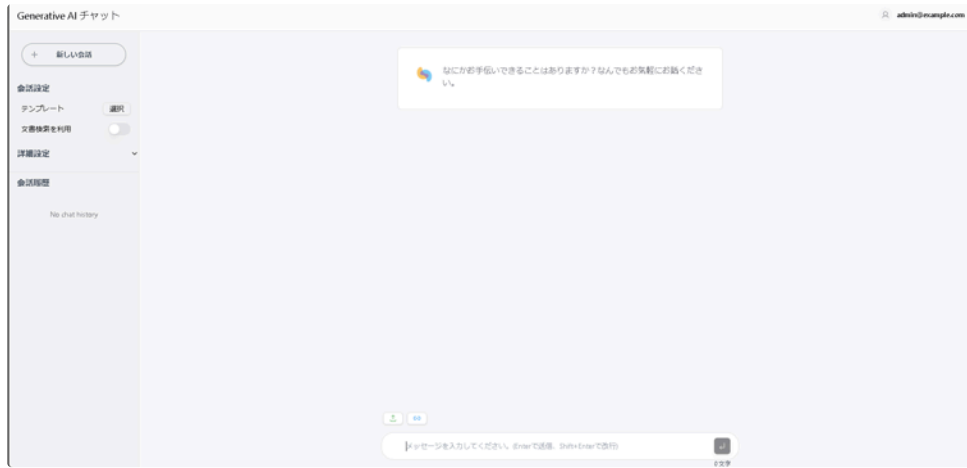 Generative AI チャット
admin@example.com
+ 新しい会話
会話設定
テンプレート 選択
文書検索を利用
詳細設定
会話履歴
No chat hsitory
なにかお手伝いできることはありますか？なんでもお気軽にお話くださ
い。
メッセージを入力してください。(Enterで送信、Shift+Enterで改行)
0文字